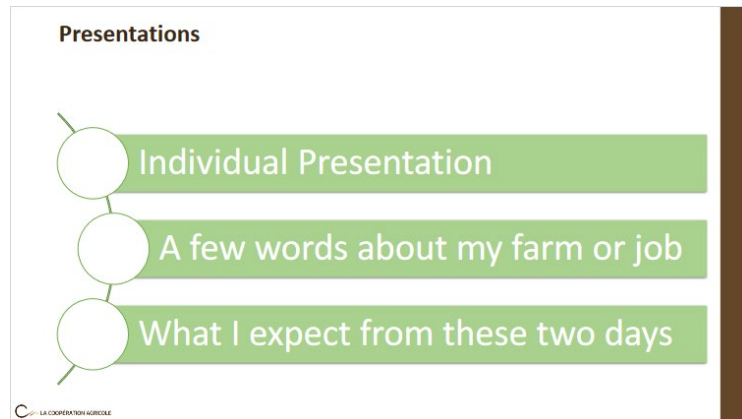 Presentations
Individual Presentation
A few words about my farm or job
What I expect from these two days
LA COOPÉRATION AGRICOLE